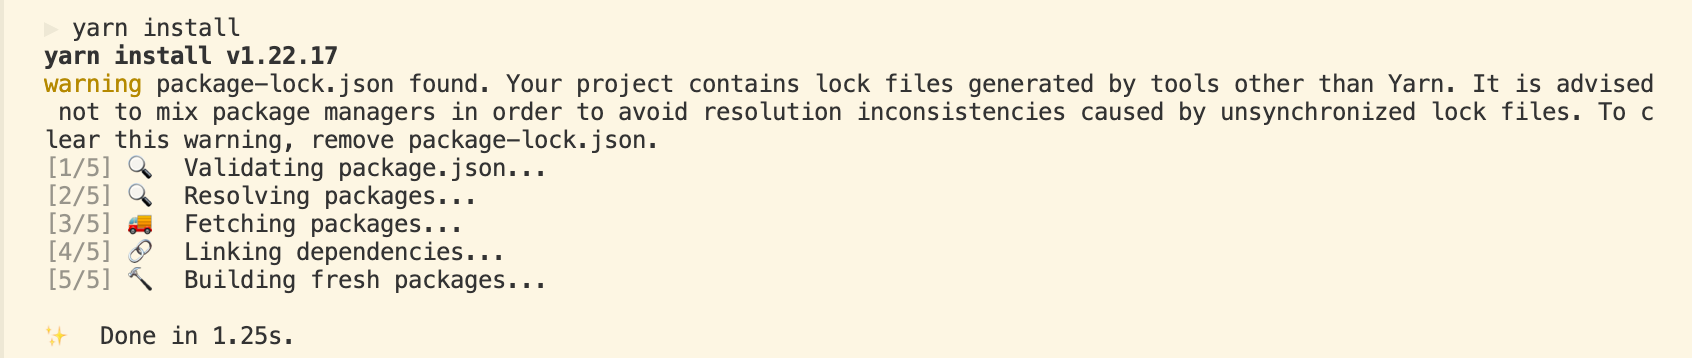 yarn install
yarn install v1.22.17
warning package-lock.json found. Your project contains lock files generated by tools other than Yarn. It is advised
 not to mix package managers in order to avoid resolution inconsistencies caused by unsynchronized lock files. To c
lear this warning, remove package-lock.json.
[1/5] 🔍  Validating package.json...
[2/5] 🔍  Resolving packages...
[3/5] 🚚  Fetching packages...
[4/5] 🔗  Linking dependencies...
[5/5] 🔨  Building fresh packages...
✨  Done in 1.25s.